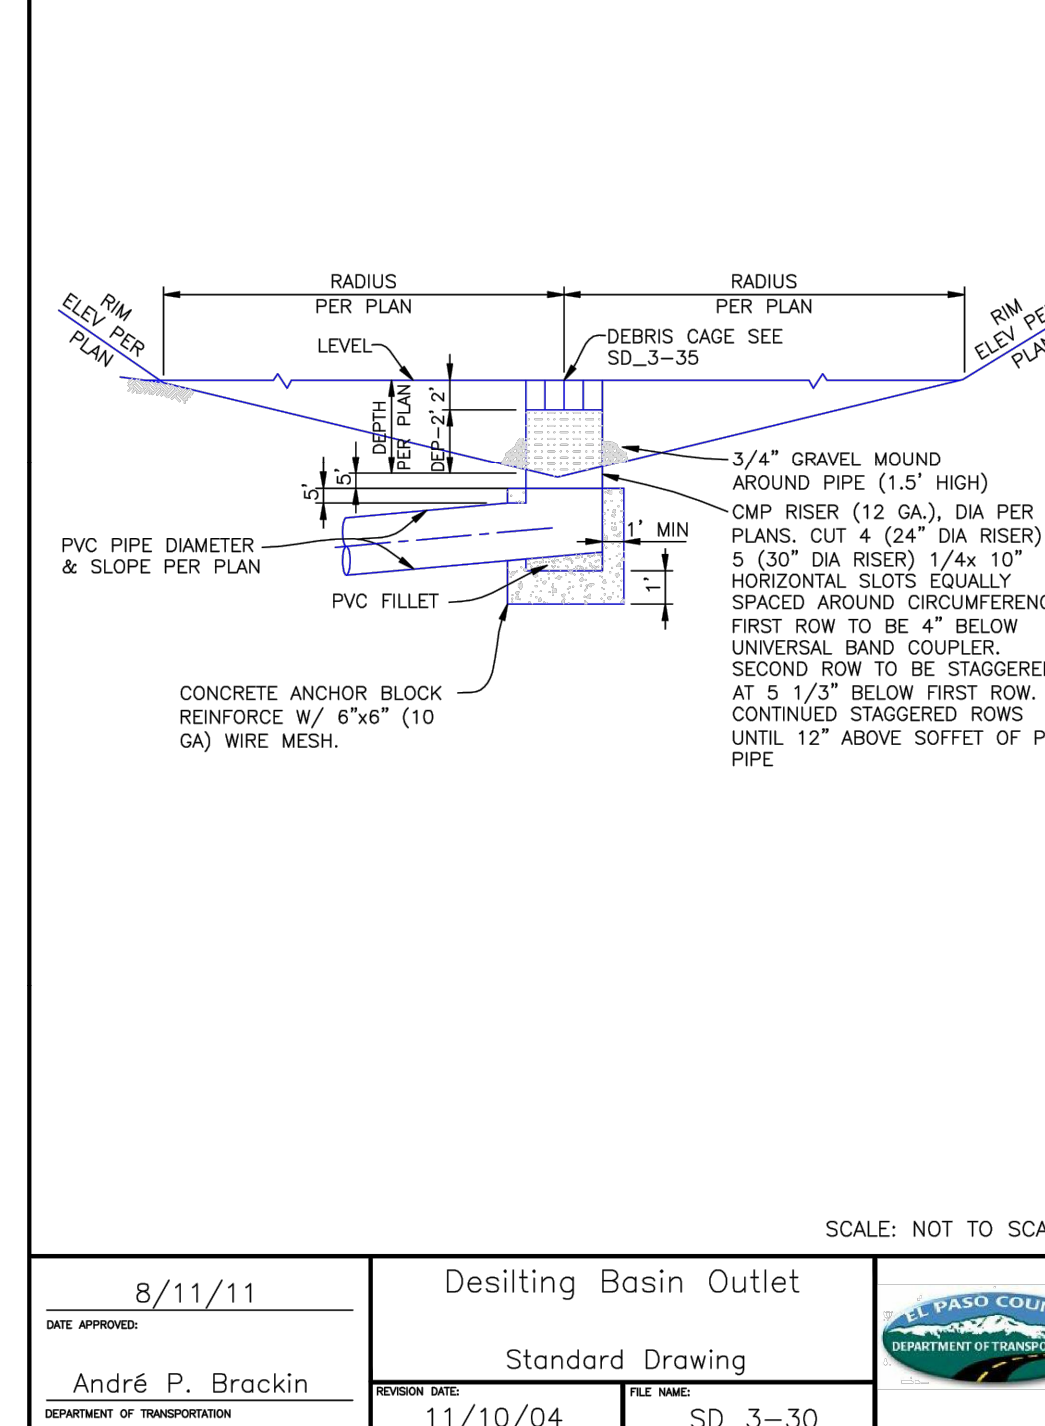 RADIUS
PER PLAN
RADIUS
PER PLAN
RIM
ELEV PER
PLAN
RIM
ELEV
LEVEL
DEBRIS CAGE SEE
SD_3-35
DEPTH
PER PLAN
DEP-2' 2'
5'
5'
3/4" GRAVEL MOUND
AROUND PIPE (1.5' HIGH)
CMP RISER (12 GA.), DIA PER
PLANS. CUT 4 (24" DIA RISER)
5 (30" DIA RISER) 1/4x 10"
HORIZONTAL SLOTS EQUALLY
SPACED AROUND
FIRST ROW TO BE 4" BELOW
UNIVERSAL BAND COUPLER.
SECOND ROW TO BE
AT 5 1/3" BELOW FIRST ROW.
CONTINUED STAGGERED ROWS
UNTIL 12" ABOVE SOFFET OF
PIPE
1' MIN
1'
PVC PIPE DIAMETER
& SLOPE PER PLAN
PVC FILLET
CONCRETE ANCHOR BLOCK
REINFORCE W/ 6"x6" (10
GA) WIRE MESH.
SCALE: NOT TO
8/11/11
DATE APPROVED:
André P. Brackin
DEPARTMENT OF TRANSPORTATION
Desilting Basin Outlet
Standard Drawing
REVISION DATE:
11/10/04
FILE NAME:
SD_3-30
EL PASO
DEPARTMENT OF